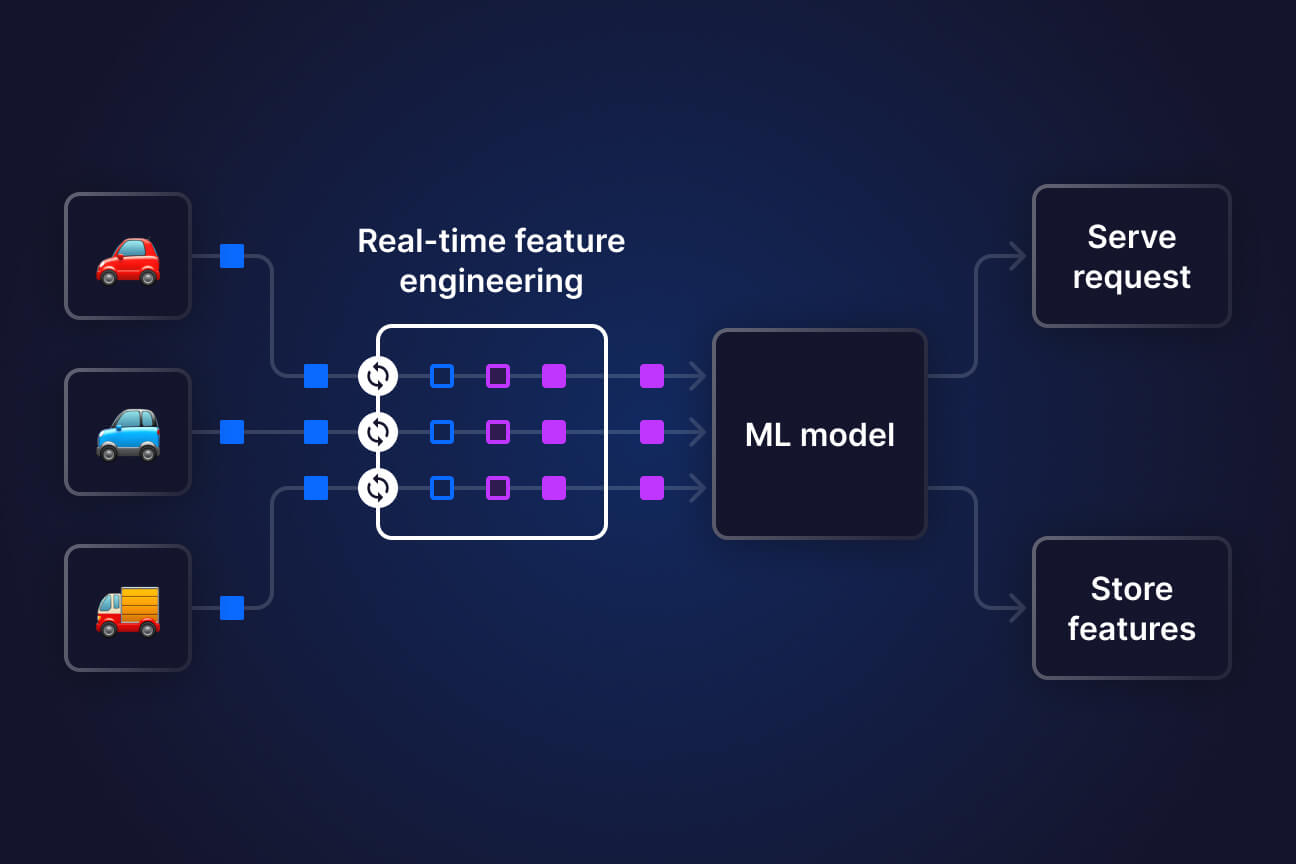 Real-time feature
engineering
ML model
Serve
request
Store
features